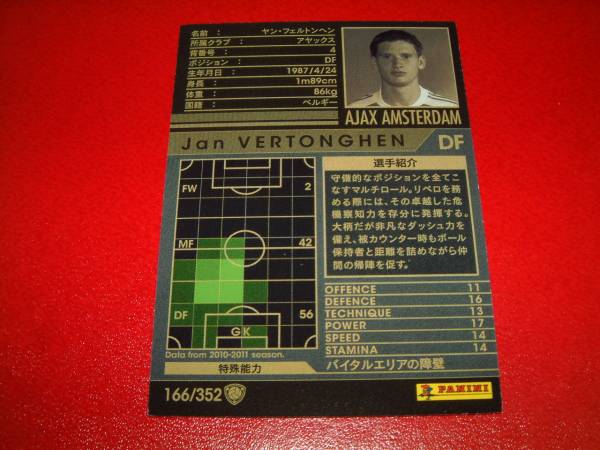 名前 : ヤン・フェルトンヘン
所属クラブ : アヤックス
背番号 : 4
ポジション : DF
生年月日 : 1987/4/24
身長 : 1m89cm
体重 : 86kg
国籍 : ベルギー
AJAX AMSTERDAM
Jan VERTONGHEN DF
FW 2
MF 42
DF 56
GK
Data from 2010-2011 season.
選手紹介
守備的なポジションを全てこ
なすマルチロール。リベロを務
める際には、その卓越した危
機察知力を存分に発揮する。
大柄だが非凡なダッシュ力を
備え、被カウンター時もボール
保持者と距離を詰めながら仲
間の帰陣を促す。
OFFENCE 11
DEFENCE 16
TECHNIQUE 13
POWER 17
SPEED 14
STAMINA 14
特殊能力 バイタルエリアの障壁
166/352
PANINI